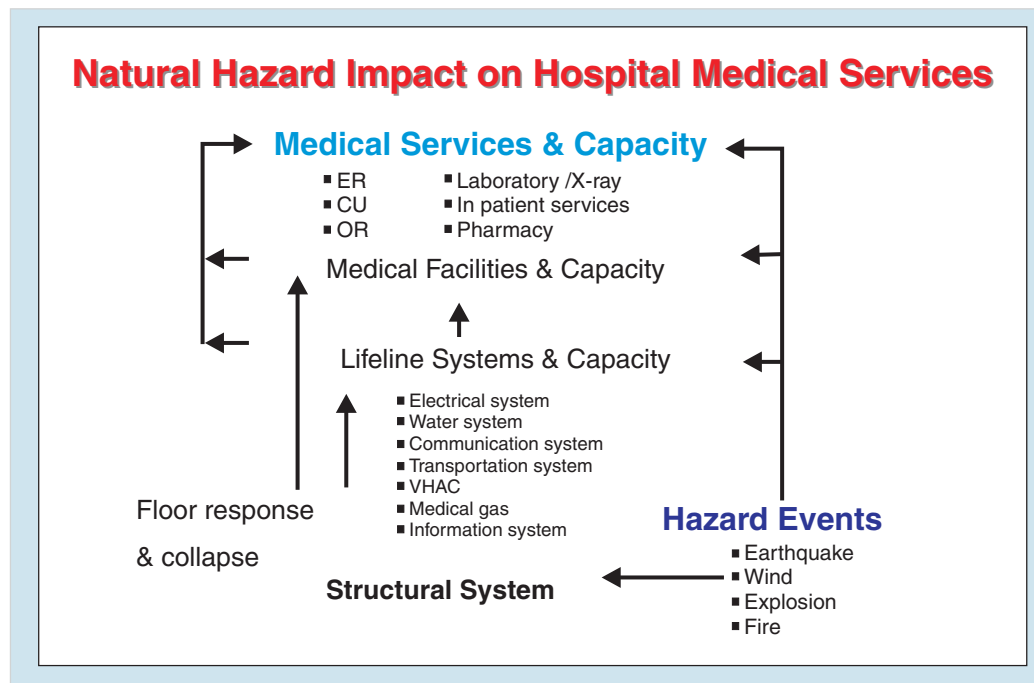 Natural Hazard Impact on Hospital Medical Services
Medical Services & Capacity
▪ ER
▪ CU
▪ OR
▪ Laboratory /X-ray
▪ In patient services
▪ Pharmacy
Medical Facilities & Capacity
Lifeline Systems & Capacity
▪ Electrical system
▪ Water system
▪ Communication system
▪ Transportation system
▪ VHAC
▪ Medical gas
▪ Information system
Floor response
& collapse
Structural System
Hazard Events
▪ Earthquake
▪ Wind
▪ Explosion
▪ Fire